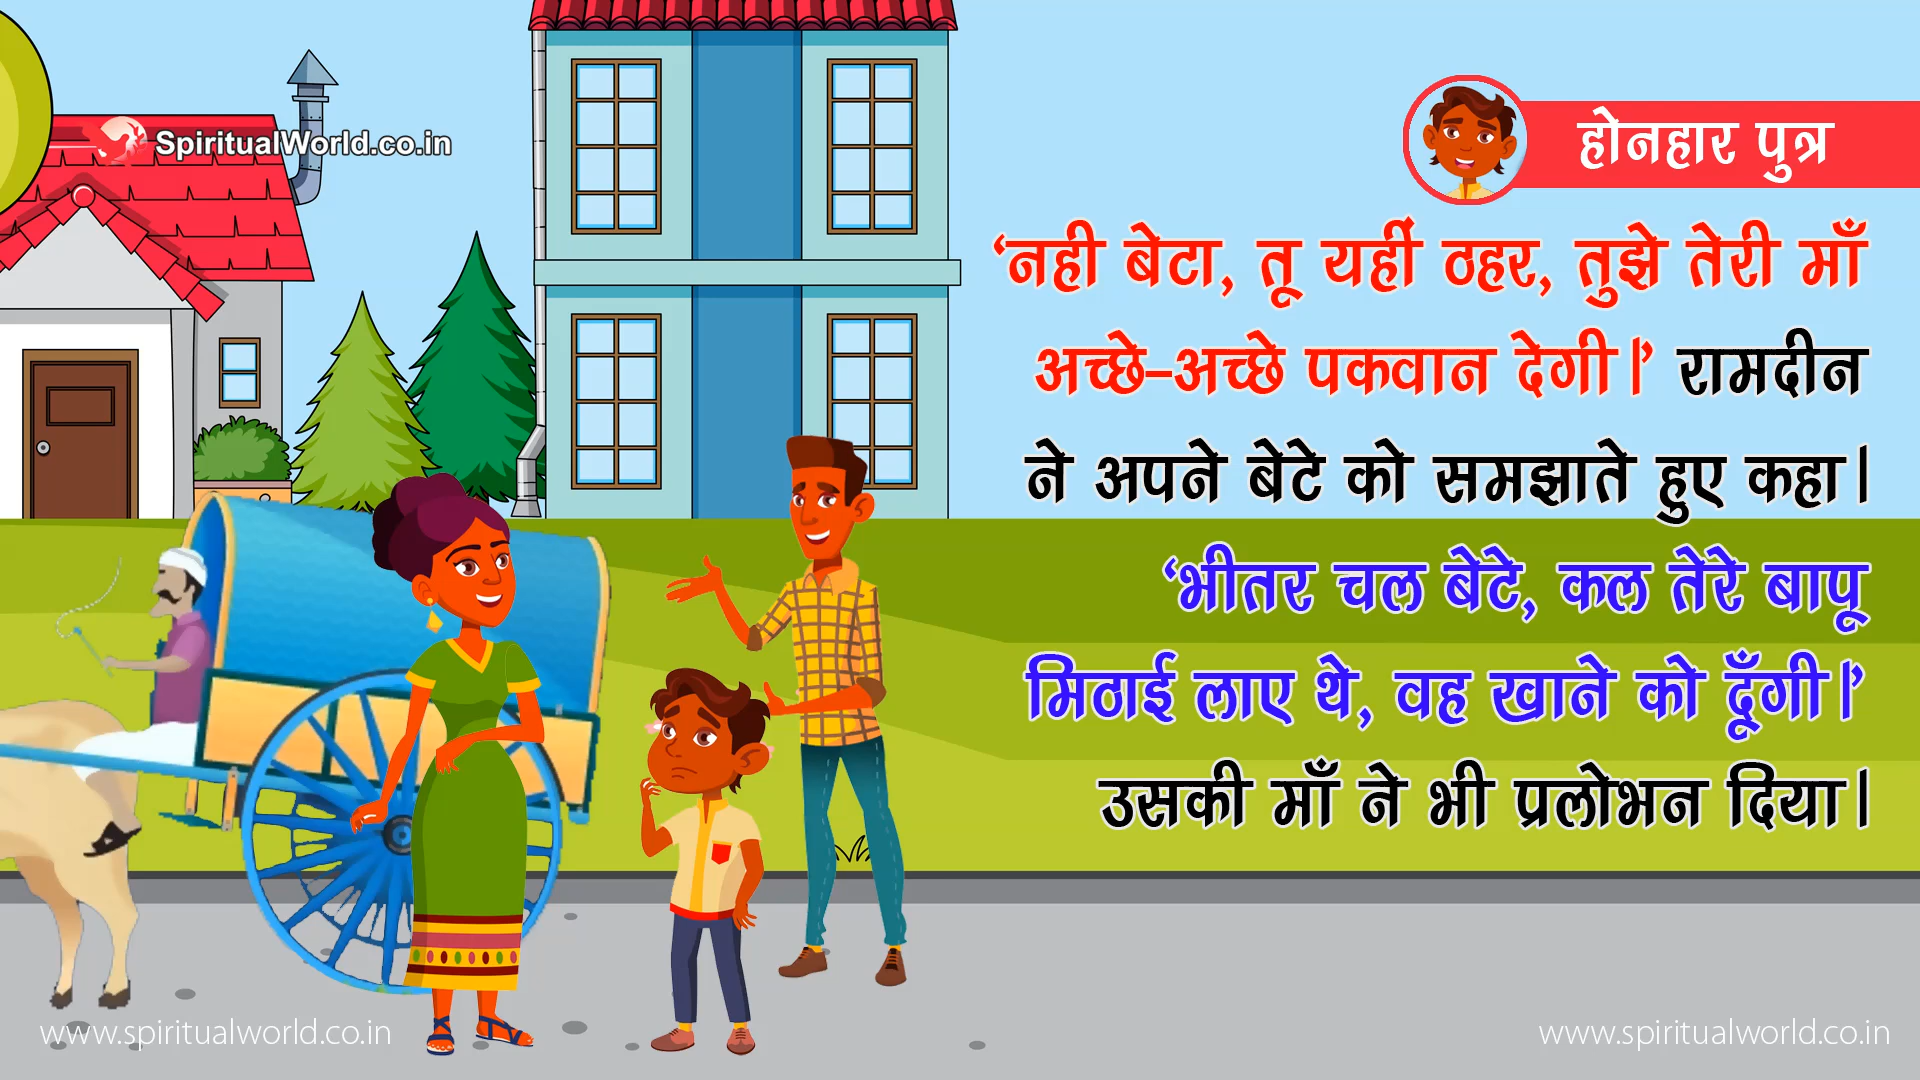 SpiritualWorld.co.in
होनहार पुत्र
‘नही बेटा, तू यहीं ठहर, तुझे तेरी माँ
अच्छे-अच्छे पकवान देगी।’ रामदीन
ने अपने बेटे को समझाते हुए कहा।
‘भीतर चल बेटे, कल तेरे बापू
मिठाई लाए थे, वह खाने को दूँगी।’
उसकी माँ ने भी प्रलोभन दिया।
www.spiritualworld.co.in
www.spiritualworld.co.in